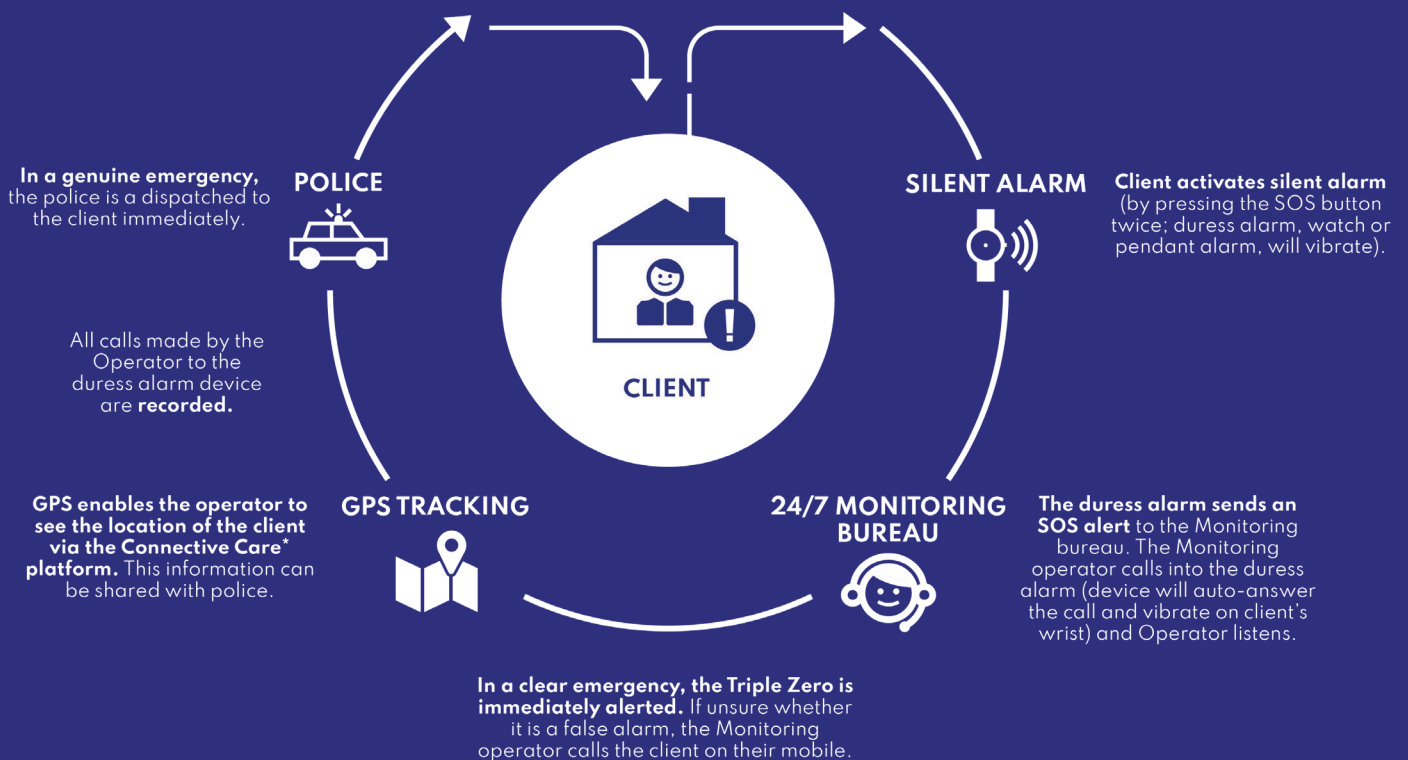 SILENT ALARM
Client activates silent alarm
(by pressing the SOS button
twice; duress alarm, watch or
pendant alarm, will vibrate).
24/7 MONITORING
BUREAU
The duress alarm sends an
SOS alert to the Monitoring
bureau. The Monitoring
operator calls into the duress
alarm (device will auto-answer
the call and vibrate on client’s
wrist) and Operator listens.
In a clear emergency, the Triple Zero is
immediately alerted. If unsure whether
it is a false alarm, the Monitoring
operator calls the client on their mobile.
GPS TRACKING
GPS enables the operator to
see the location of the client
via the Connective Care*
platform. This information can
be shared with police.
All calls made by the
Operator to the
duress alarm device
are recorded.
POLICE
In a genuine emergency,
the police is a dispatched to
the client immediately.
!
CLIENT